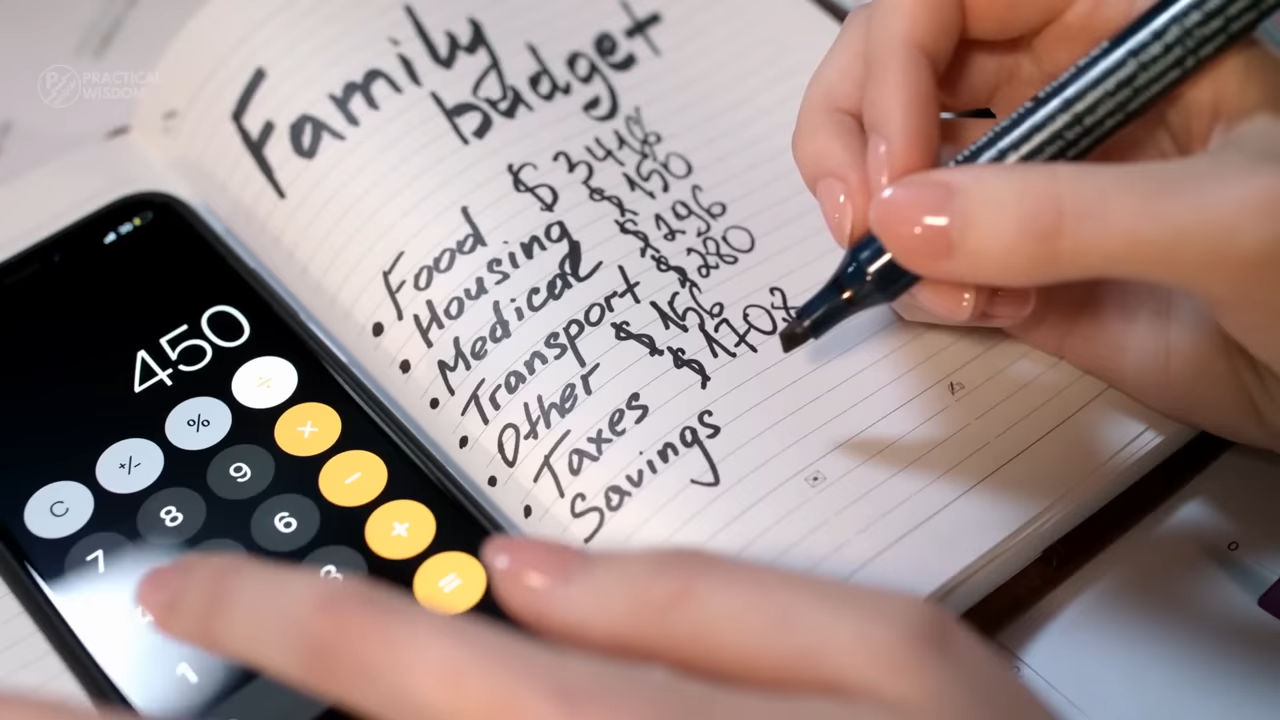 PRACTICAL
WISDOM
Family
budget
• Food $ 3418
• Housing $ 150
• Medical $ 296
• Transport $ 280
• Other $ 156
• Taxes $ 1708
Savings
450
C +/- % ÷
7 8 9 ×
6 −
1 3 +
=